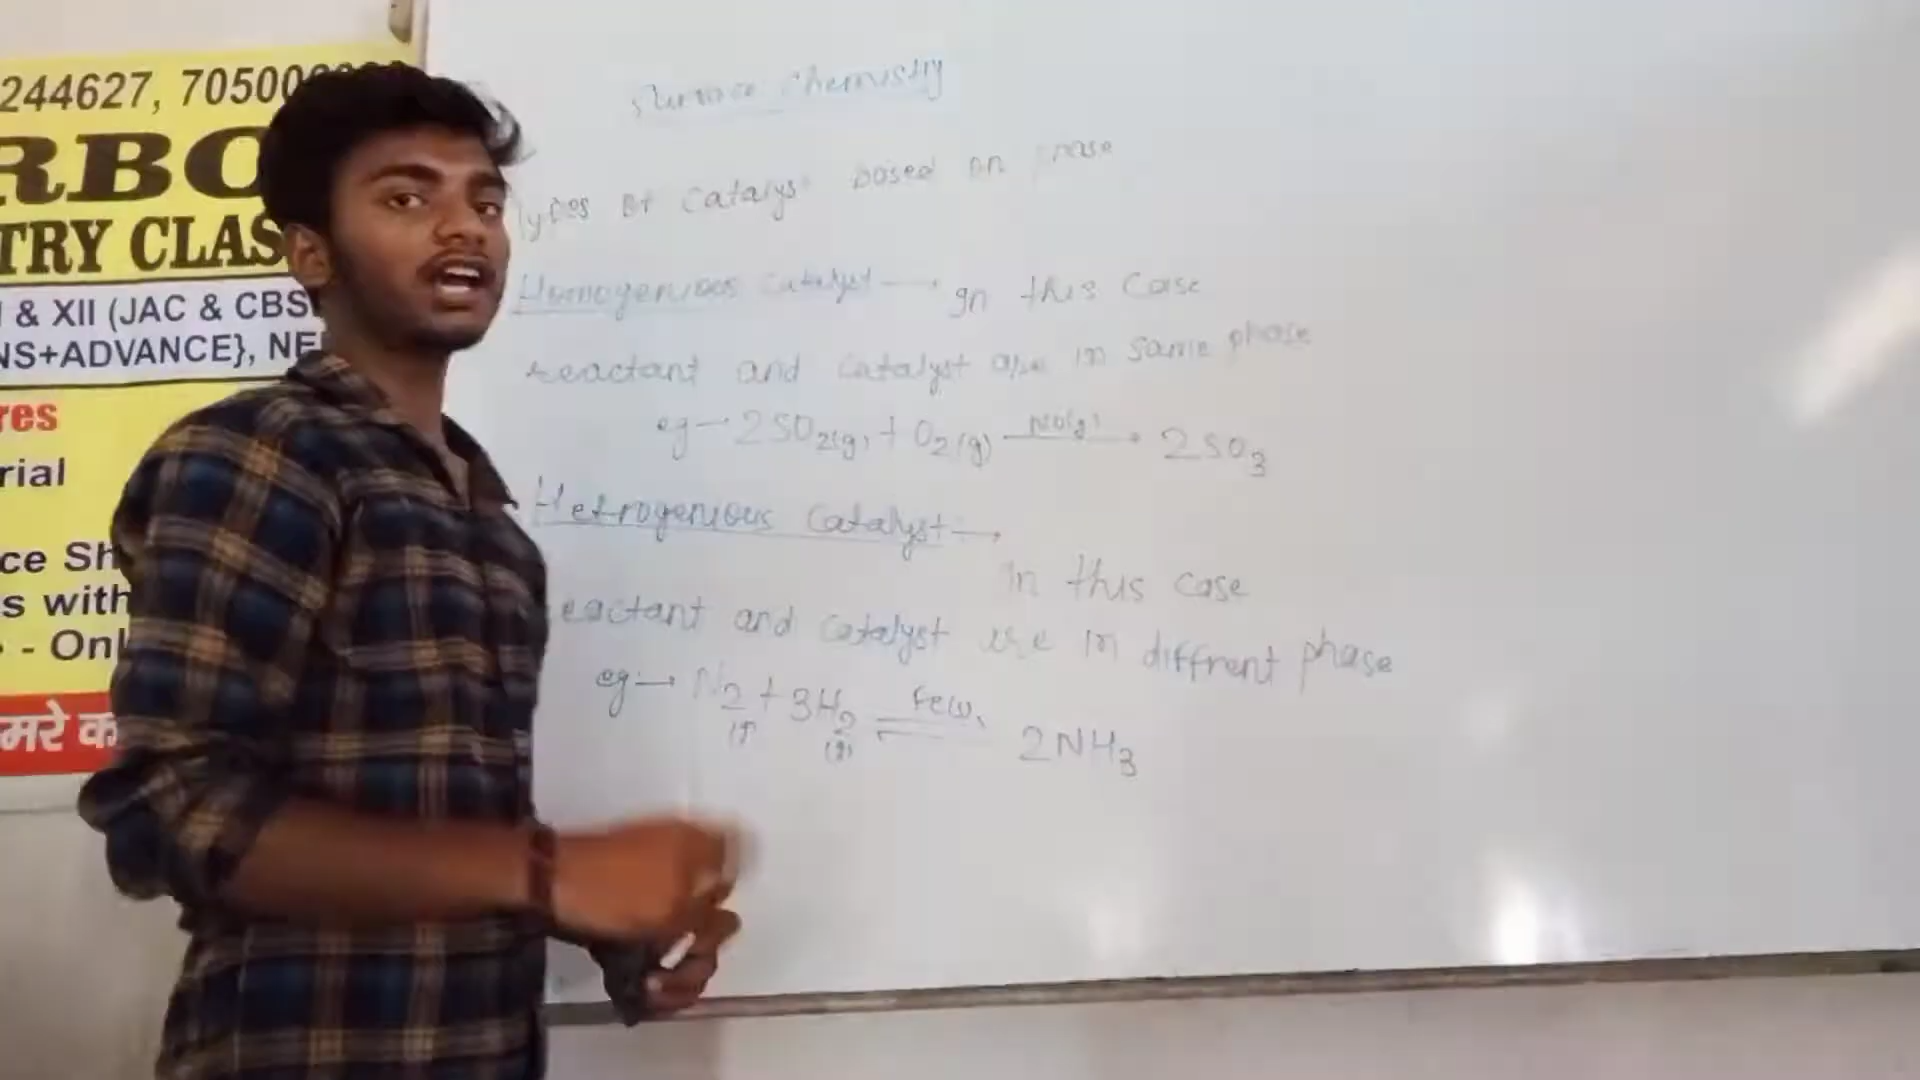 244627, 70500
RBO
TRY CLAS
I & XII (JAC & CBS
NS+ADVANCE}, NE
res
rial
ce Sh
s with
- Onl
मरे क
Surface Chemistry
Types of Catalyst based on phase
Homogenious Catalyst → In this Case
reactant and Catalyst are in Same phase
eg → 2SO2(g) + O2(g) → 2SO3
Hetrogenious Catalyst →
In this case
eactant and Catalyst are in diffrent phase
eg → N2(g) + 3H2(g) ⇌ Fe(s) 2NH3